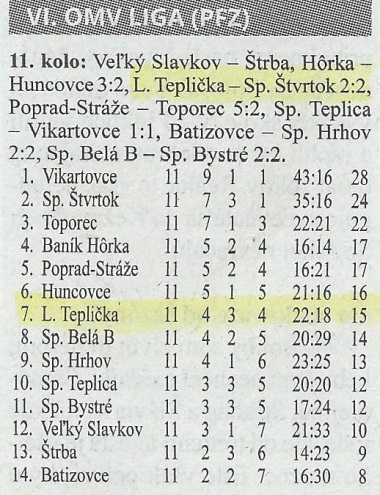 VI. OMV LIGA (PFZ)
11. kolo: Veľký Slavkov – Štrba, Hôrka –
Huncovce 3:2, L. Teplička – Sp. Štvrtok 2:2,
Poprad-Stráže – Toporec 5:2, Sp. Teplica
– Vikartovce 1:1, Batizovce – Sp. Hrhov
2:2, Sp. Belá B – Sp. Bystré 2:2.
1. Vikartovce 11 9 1 1 43:16 28
2. Sp. Štvrtok 11 7 3 1 35:16 24
3. Toporec 11 7 1 3 22:21 22
4. Baník Hôrka 11 5 2 4 16:14 17
5. Poprad-Stráže 11 5 2 4 16:21 17
6. Huncovce 11 5 1 5 21:16 16
7. L. Teplička 11 4 3 4 22:18 15
8. Sp. Belá B 11 4 2 5 20:29 14
9. Sp. Hrhov 11 4 1 6 23:25 13
10. Sp. Teplica 11 3 3 5 20:20 12
11. Sp. Bystré 11 3 3 5 17:24 12
12. Veľký Slavkov 11 3 1 7 21:33 10
13. Štrba 11 2 3 6 14:23 9
14. Batizovce 11 2 2 7 16:30 8